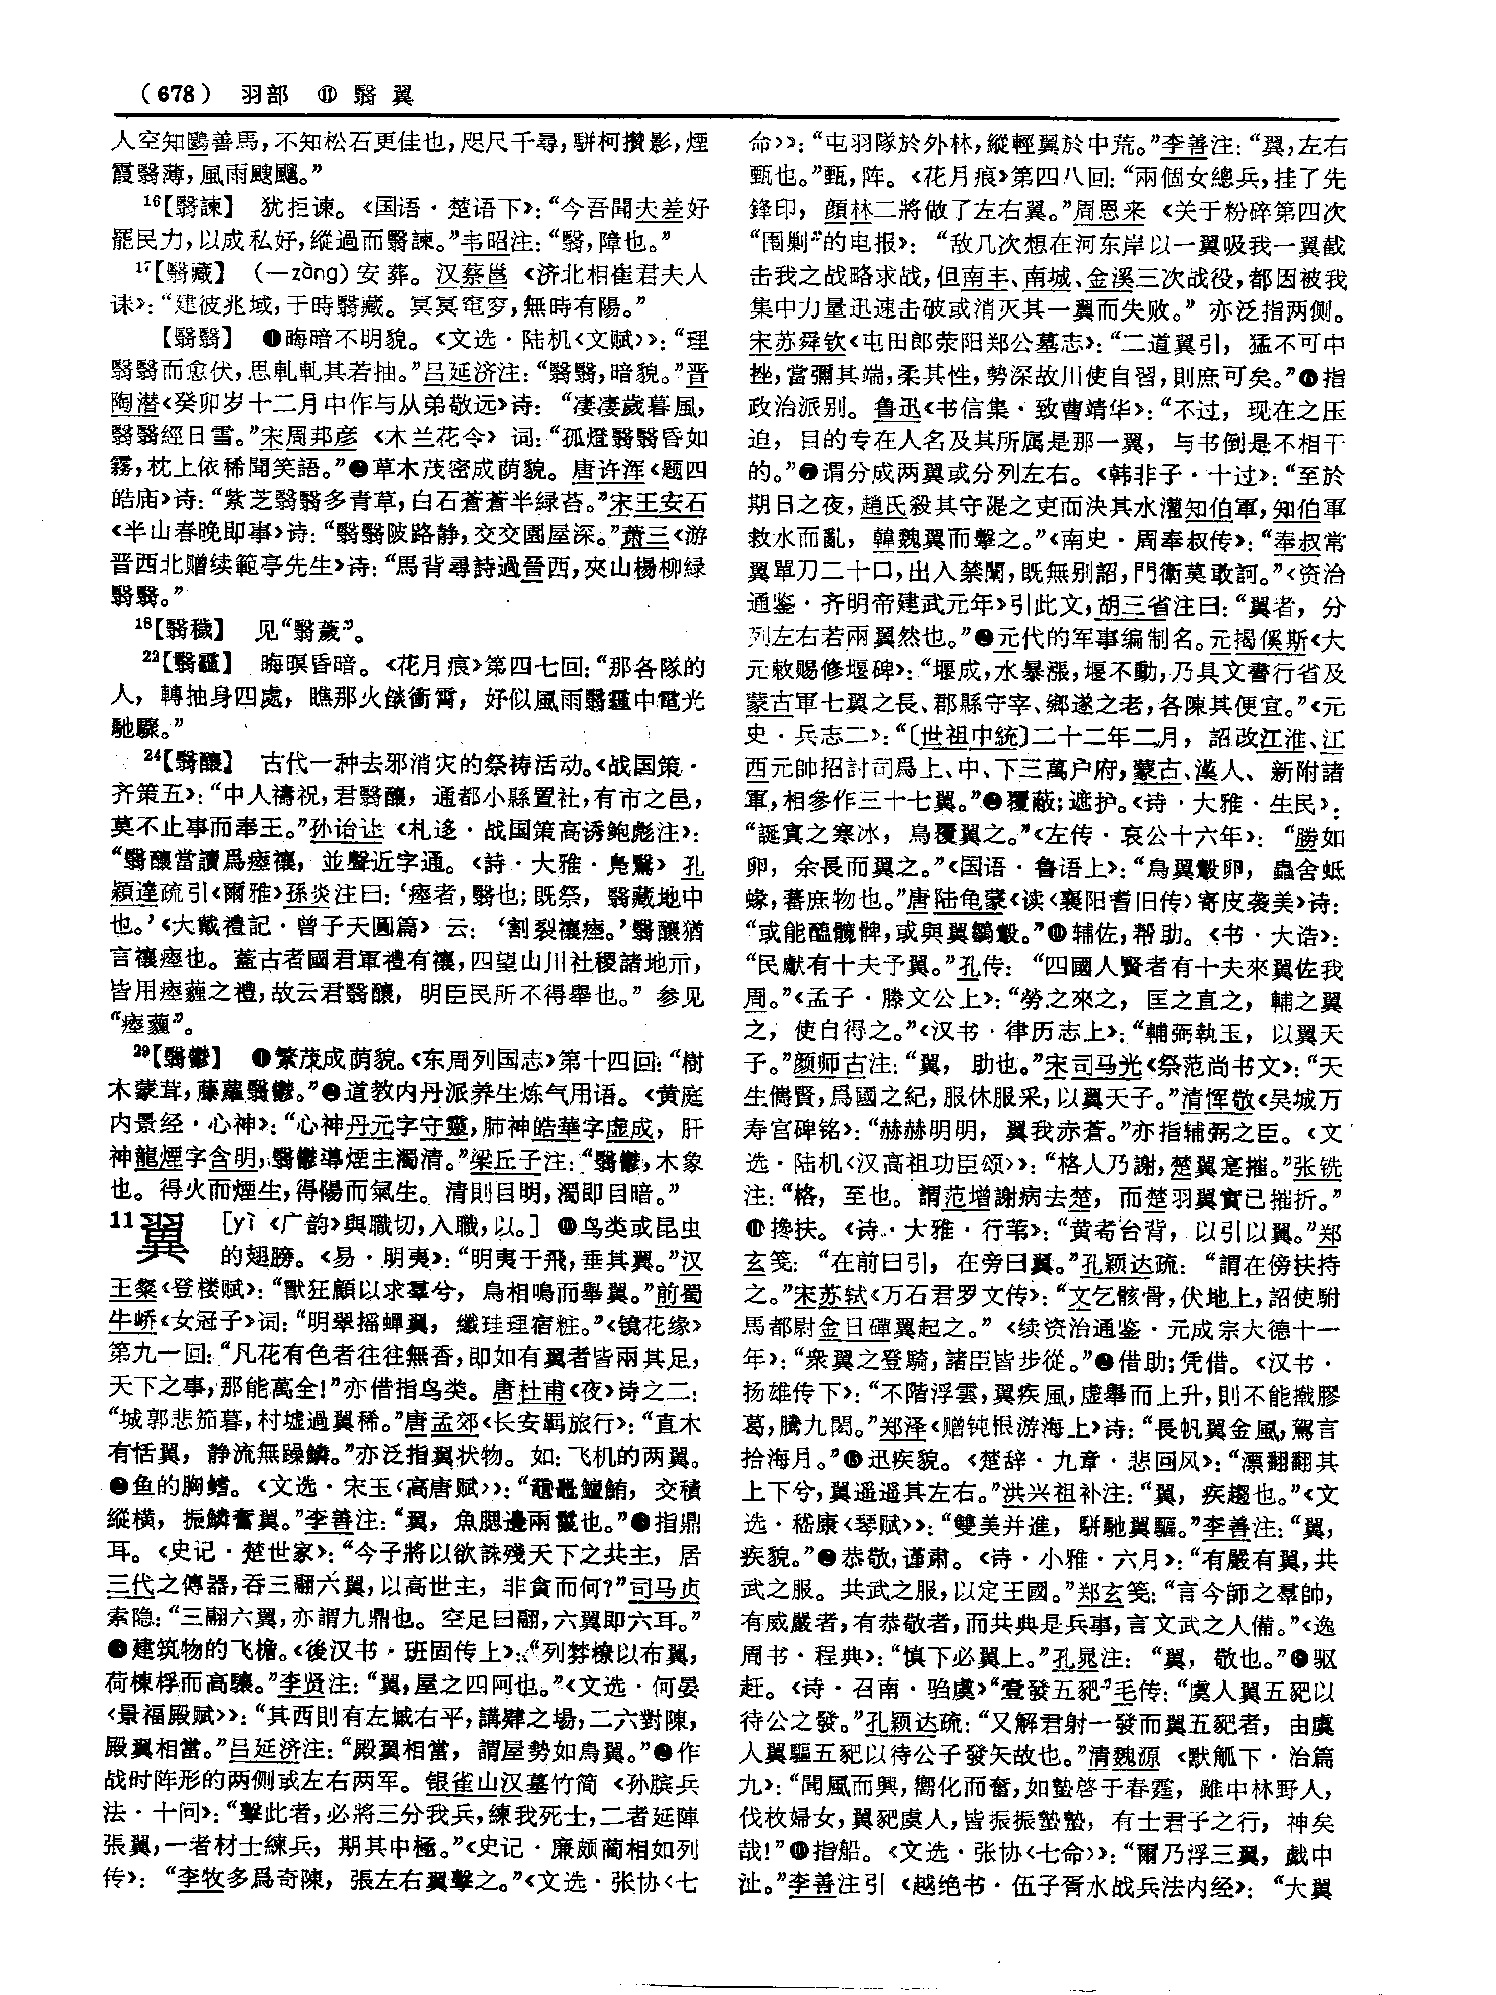 （678） 羽部 ⑪ 翳 翼
人空知鷗善馬，不知松石更佳也，咫尺千尋，駢柯攢影，煙
霞翳薄，風雨颼飀。”
16【翳諫】 犹拒谏。《国语·楚语下》：“今吾聞夫差好
罷民力，以成私好，縱過而翳諫。”韦昭注：“翳，障也。”
17【翳藏】 （—zàng）安葬。汉蔡邕《济北相崔君夫人
诔》：“建彼兆域，于時翳藏。冥冥窀穸，無時有陽。”
【翳翳】 ❶晦暗不明貌。《文选·陆机〈文赋〉》：“理
翳翳而愈伏，思軋軋其若抽。”吕延济注：“翳翳，暗貌。”晋
陶潜《癸卯岁十二月中作与从弟敬远》诗：“凄凄歲暮風，
翳翳經日雪。”宋周邦彦《木兰花令》词：“孤燈翳翳昏如
霧，枕上依稀聞笑語。”❷草木茂密成荫貌。唐许浑《题四
皓庙》诗：“紫芝翳翳多青草，白石蒼蒼半緑苔。”宋王安石
《半山春晚即事》诗：“翳翳陂路静，交交園屋深。”萧三《游
晋西北赠续範亭先生》诗：“馬背尋詩過晉西，夾山楊柳緑
翳翳。”
18【翳穢】 见“翳薉”。
22【翳霾】 晦暝昏暗。《花月痕》第四七回：“那各隊的
人，轉抽身四處，瞧那火燄衝霄，好似風雨翳霾中電光
馳驟。”
24【翳釀】 古代一种去邪消灾的祭祷活动。《战国策·
齐策五》：“中人禱祝，君翳釀，通都小縣置社，有市之邑，
莫不止事而奉王。”孙诒让《札迻·战国策高诱鲍彪注》：
“翳釀當讀爲瘞禳，並聲近字通。《詩·大雅·鳧鷖》孔
穎達疏引《爾雅》孫炎注曰：‘瘞者，翳也；既祭，翳藏地中
也。’《大戴禮記·曾子天圓篇》云：‘割裂禳瘞。’翳釀猶
言禳瘞也。蓋古者國君軍禮有禳，四望山川社稷諸地示，
皆用瘞薶之禮，故云君翳釀，明臣民所不得舉也。”参见
“瘞薶”。
29【翳鬱】 ❶繁茂成荫貌。《东周列国志》第十四回：“樹
木蒙茸，藤蘿翳鬱。”❷道教内丹派养生炼气用语。《黄庭
内景经·心神》：“心神丹元字守靈，肺神皓華字虚成，肝
神龍煙字含明，翳鬱導煙主濁清。”梁丘子注：“翳鬱，木象
也。得火而煙生，得陽而氣生。清則目明，濁即目暗。”
11翼 ［yì《广韵》與職切，入職，以。］ ❶鸟类或昆虫
的翅膀。《易·明夷》：“明夷于飛，垂其翼。”汉
王粲《登楼赋》：“獸狂顧以求羣兮，鳥相鳴而舉翼。”前蜀
牛峤《女冠子》词：“明翠摇蟬翼，纖珪理宿粧。”《镜花缘》
第九一回：“凡花有色者往往無香，即如有翼者皆兩其足，
天下之事，那能萬全！”亦借指鸟类。唐杜甫《夜》诗之二：
“城郭悲笳暮，村墟過翼稀。”唐孟郊《长安羁旅行》：“直木
有恬翼，静流無躁鱗。”亦泛指翼状物。如：飞机的两翼。
❷鱼的胸鳍。《文选·宋玉〈高唐赋〉》：“黿鼉鱣鮪，交積
縱横，振鱗奮翼。”李善注：“翼，魚腮邊兩鬣也。”❸指鼎
耳。《史记·楚世家》：“今子將以欲誅殘天下之共主，居
三代之傳器，吞三翮六翼，以高世主，非貪而何？”司马贞
索隐：“三翮六翼，亦謂九鼎也。空足曰翮，六翼即六耳。”
❹建筑物的飞檐。《後汉书·班固传上》：“列棼橑以布翼，
荷棟桴而高驤。”李贤注：“翼，屋之四阿也。”《文选·何晏
〈景福殿赋〉》：“其西則有左墄右平，講肄之場，二六對陳，
殿翼相當。”吕延济注：“殿翼相當，謂屋勢如鳥翼。”❺作
战时阵形的两侧或左右两军。银雀山汉墓竹简《孙膑兵
法·十问》：“擊此者，必將三分我兵，練我死士，二者延陣
張翼，一者材士練兵，期其中極。”《史记·廉颇蔺相如列
传》：“李牧多爲奇陳，張左右翼擊之。”《文选·张协〈七
命〉》：“屯羽隊於外林，縱輕翼於中荒。”李善注：“翼，左右
甄也。”甄，阵。《花月痕》第四八回：“兩個女總兵，挂了先
鋒印，顔林二將做了左右翼。”周恩来《关于粉碎第四次
“围剿”的电报》：“敌几次想在河东岸以一翼吸我一翼截
击我之战略求战，但南丰、南城、金溪三次战役，都因被我
集中力量迅速击破或消灭其一翼而失败。”亦泛指两侧。
宋苏舜钦《屯田郎荥阳郑公墓志》：“二道翼引，猛不可中
挫，當彌其端，柔其性，勢深故川使自習，則庶可矣。”❻指
政治派别。鲁迅《书信集·致曹靖华》：“不过，现在之压
迫，目的专在人名及其所属是那一翼，与书倒是不相干
的。”❼谓分成两翼或分列左右。《韩非子·十过》：“至於
期日之夜，趙氏殺其守隄之吏而決其水灌知伯軍，知伯軍
救水而亂，韓魏翼而擊之。”《南史·周奉叔传》：“奉叔常
翼單刀二十口，出入禁闈，既無别詔，門衛莫敢訶。”《资治
通鉴·齐明帝建武元年》引此文，胡三省注曰：“翼者，分
列左右若兩翼然也。”❽元代的军事编制名。元揭傒斯《大
元敕赐修堰碑》：“堰成，水暴漲，堰不動，乃具文書行省及
蒙古軍七翼之長、郡縣守宰、鄉遂之老，各陳其便宜。”《元
史·兵志二》：“〔世祖中統〕二十二年二月，詔改江淮、江
西元帥招討司爲上、中、下三萬户府，蒙古、漢人、新附諸
軍，相參作三十七翼。”❾覆蔽；遮护。《诗·大雅·生民》：
“誕寘之寒冰，鳥覆翼之。”《左传·哀公十六年》：“勝如
卵，余長而翼之。”《国语·鲁语上》：“鳥翼鷇卵，蟲舍蚳
蝝，蕃庶物也。”唐陆龟蒙《读〈襄阳耆旧传〉寄皮袭美》诗：
“或能醢髖髀，或與翼鶵鷇。”❿辅佐，帮助。《书·大诰》：
“民獻有十夫予翼。”孔传：“四國人賢者有十夫來翼佐我
周。”《孟子·滕文公上》：“勞之來之，匡之直之，輔之翼
之，使自得之。”《汉书·律历志上》：“輔弼執玉，以翼天
子。”颜师古注：“翼，助也。”宋司马光《祭范尚书文》：“天
生儁賢，爲國之紀，服休服采，以翼天子。”清恽敬《吴城万
寿宫碑铭》：“赫赫明明，翼我赤蒼。”亦指辅弼之臣。《文
选·陆机〈汉高祖功臣颂〉》：“格人乃謝，楚翼寔摧。”张铣
注：“格，至也。謂范增謝病去楚，而楚羽翼實已摧折。”
⓫搀扶。《诗·大雅·行苇》：“黄耇台背，以引以翼。”郑
玄笺：“在前曰引，在旁曰翼。”孔颖达疏：“謂在傍扶持
之。”宋苏轼《万石君罗文传》：“文乞骸骨，伏地上，詔使駙
馬都尉金日磾翼起之。”《续资治通鉴·元成宗大德十一
年》：“衆翼之登騎，諸臣皆步從。”⓬借助；凭借。《汉书·
扬雄传下》：“不階浮雲，翼疾風，虚舉而上升，則不能撠膠
葛，騰九閎。”郑泽《赠钝根游海上》诗：“長帆翼金風，駕言
拾海月。”⓭迅疾貌。《楚辞·九章·悲回风》：“漂翻翻其
上下兮，翼遥遥其左右。”洪兴祖补注：“翼，疾趨也。”《文
选·嵇康〈琴赋〉》：“雙美并進，駢馳翼驅。”李善注：“翼，
疾貌。”⓮恭敬，谨肃。《诗·小雅·六月》：“有嚴有翼，共
武之服。共武之服，以定王國。”郑玄笺：“言今師之羣帥，
有威嚴者，有恭敬者，而共典是兵事，言文武之人備。”《逸
周书·程典》：“慎下必翼上。”孔晁注：“翼，敬也。”⓯驱
赶。《诗·召南·驺虞》“壹發五豝”毛传：“虞人翼五豝以
待公之發。”孔颖达疏：“又解君射一發而翼五豝者，由虞
人翼驅五豝以待公子發矢故也。”清魏源《默觚下·治篇
九》：“聞風而興，嚮化而奮，如蟄啓于春霆，雖中林野人，
伐枚婦女，翼豝虞人，皆振振蟄蟄，有士君子之行，神矣
哉！”⓰指船。《文选·张协〈七命〉》：“爾乃浮三翼，戲中
沚。”李善注引《越绝书·伍子胥水战兵法内经》：“大翼